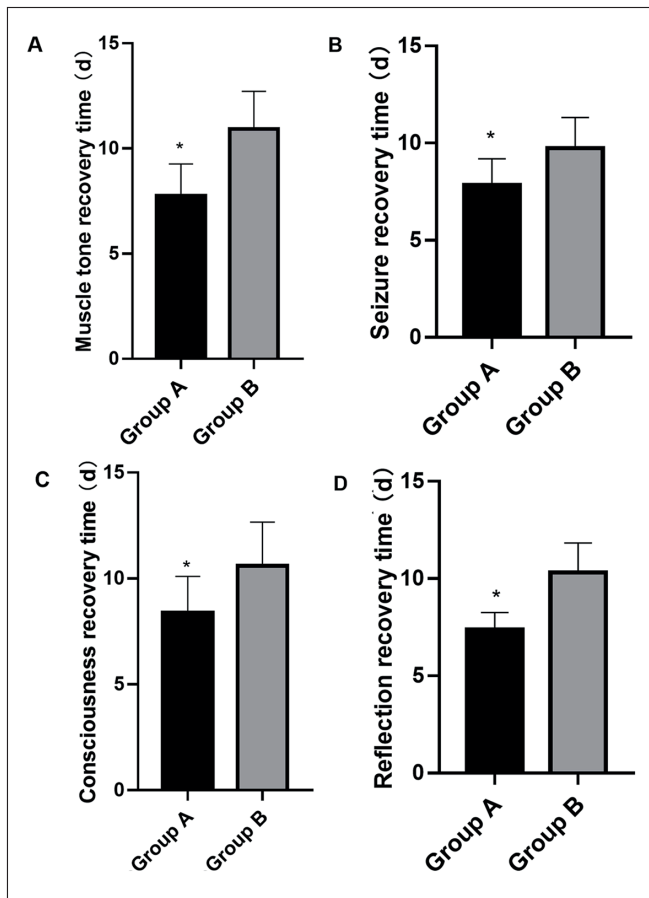 A
Muscle tone recovery time (d)
15
10
5
0
*
Group A
Group B
B
Seizure recovery time (d)
15
10
5
0
*
Group A
Group B
C
Consciousness recovery time (d)
15
10
5
0
*
Group A
Group B
D
Reflection recovery time (d)
15
10
5
0
*
Group A
Group B